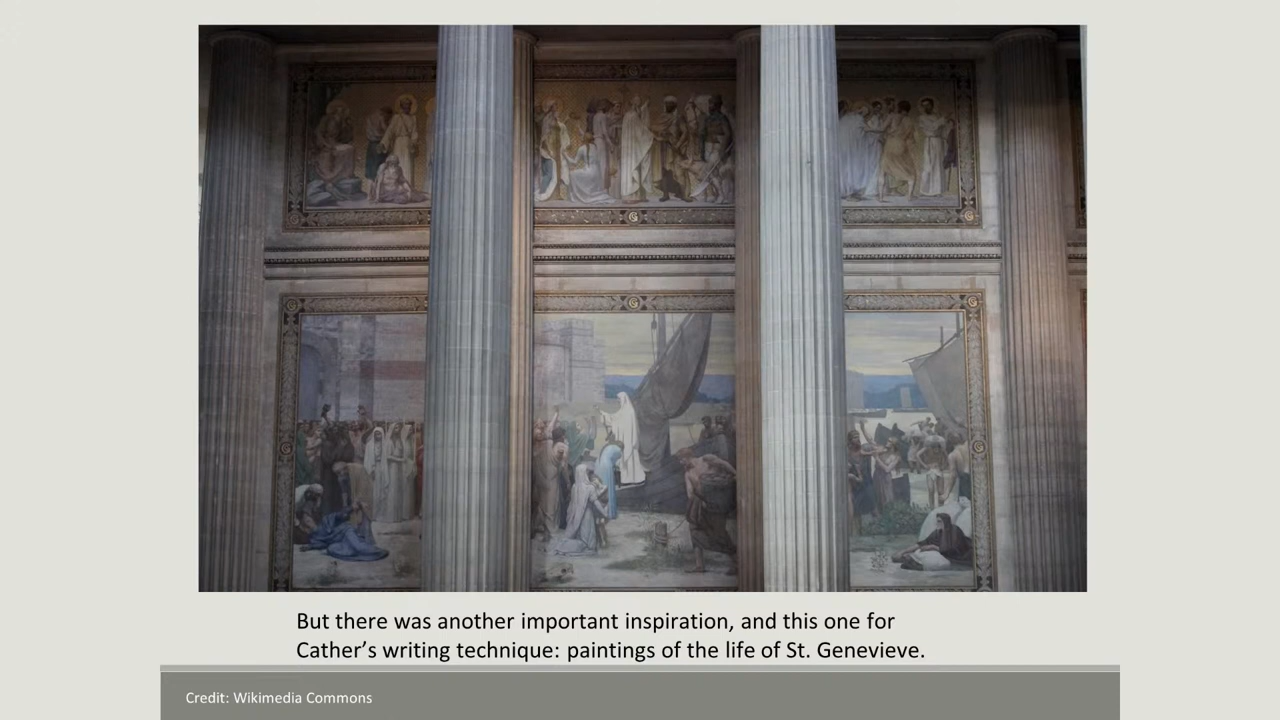 But there was another important inspiration, and this one for
Cather’s writing technique: paintings of the life of St. Genevieve.
Credit: Wikimedia Commons